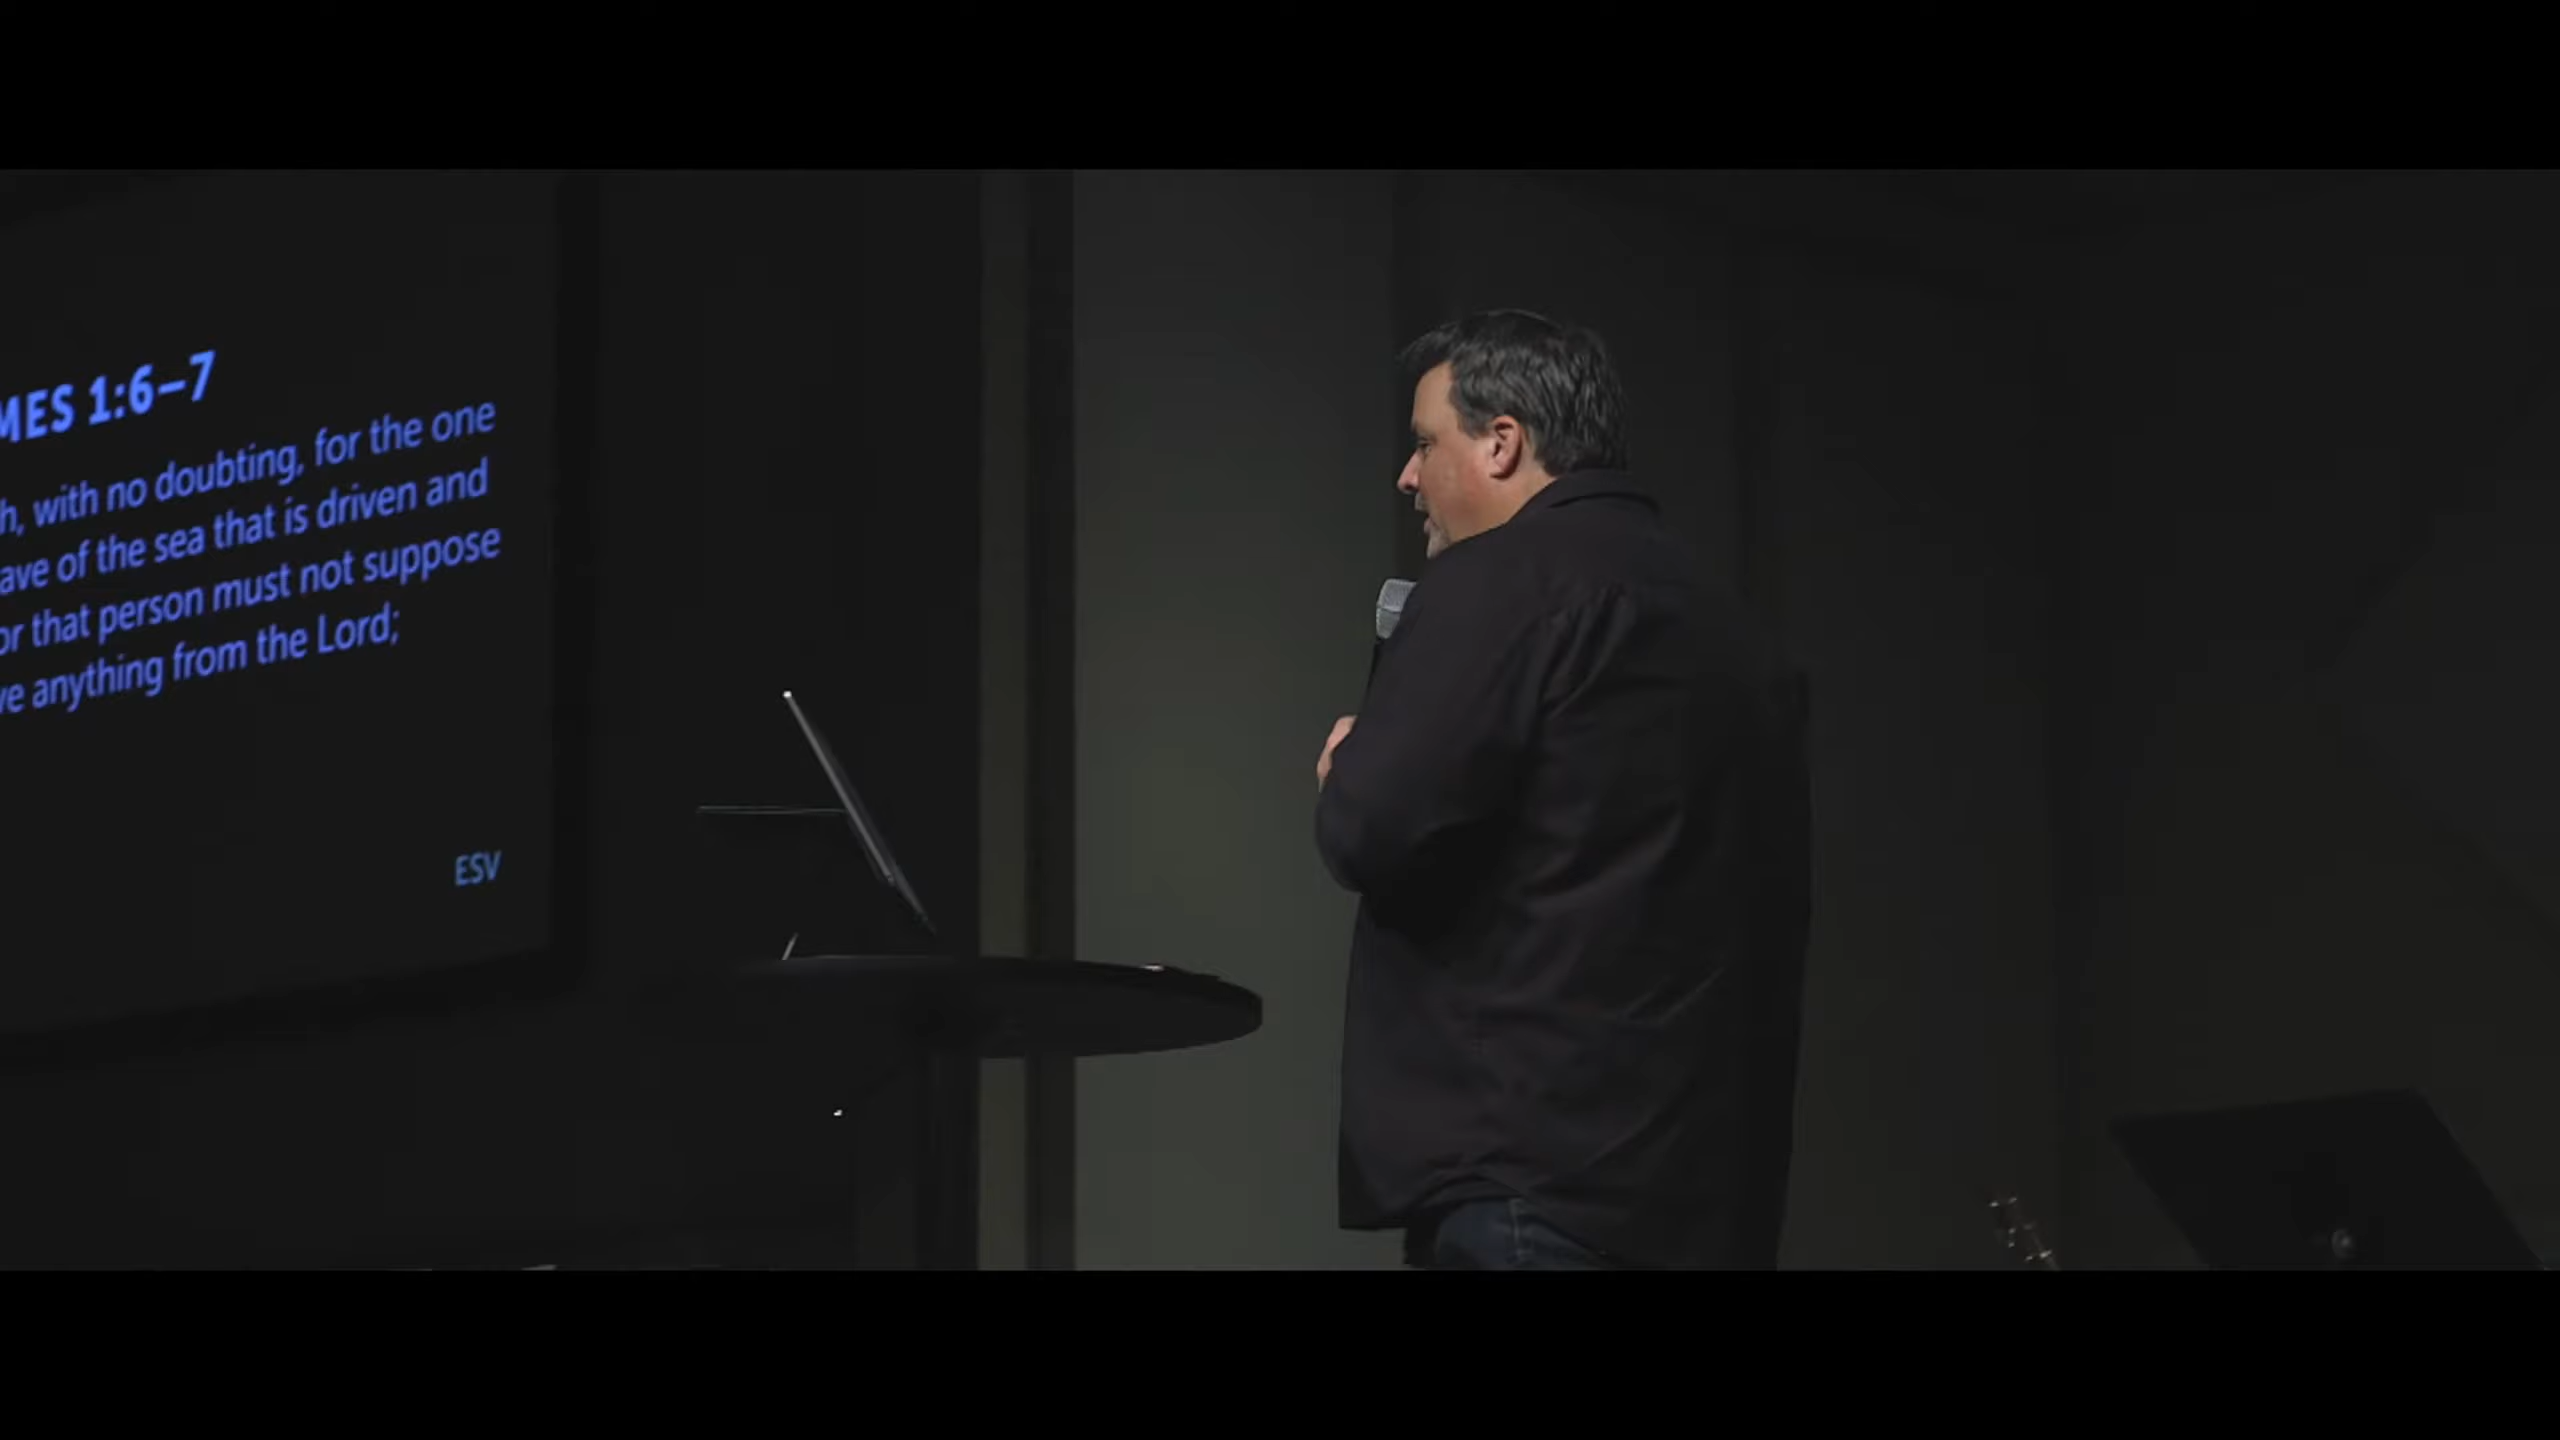 MES 1:6–7
h, with no doubting, for the one
ave of the sea that is driven and
or that person must not suppose
ve anything from the Lord;
ESV